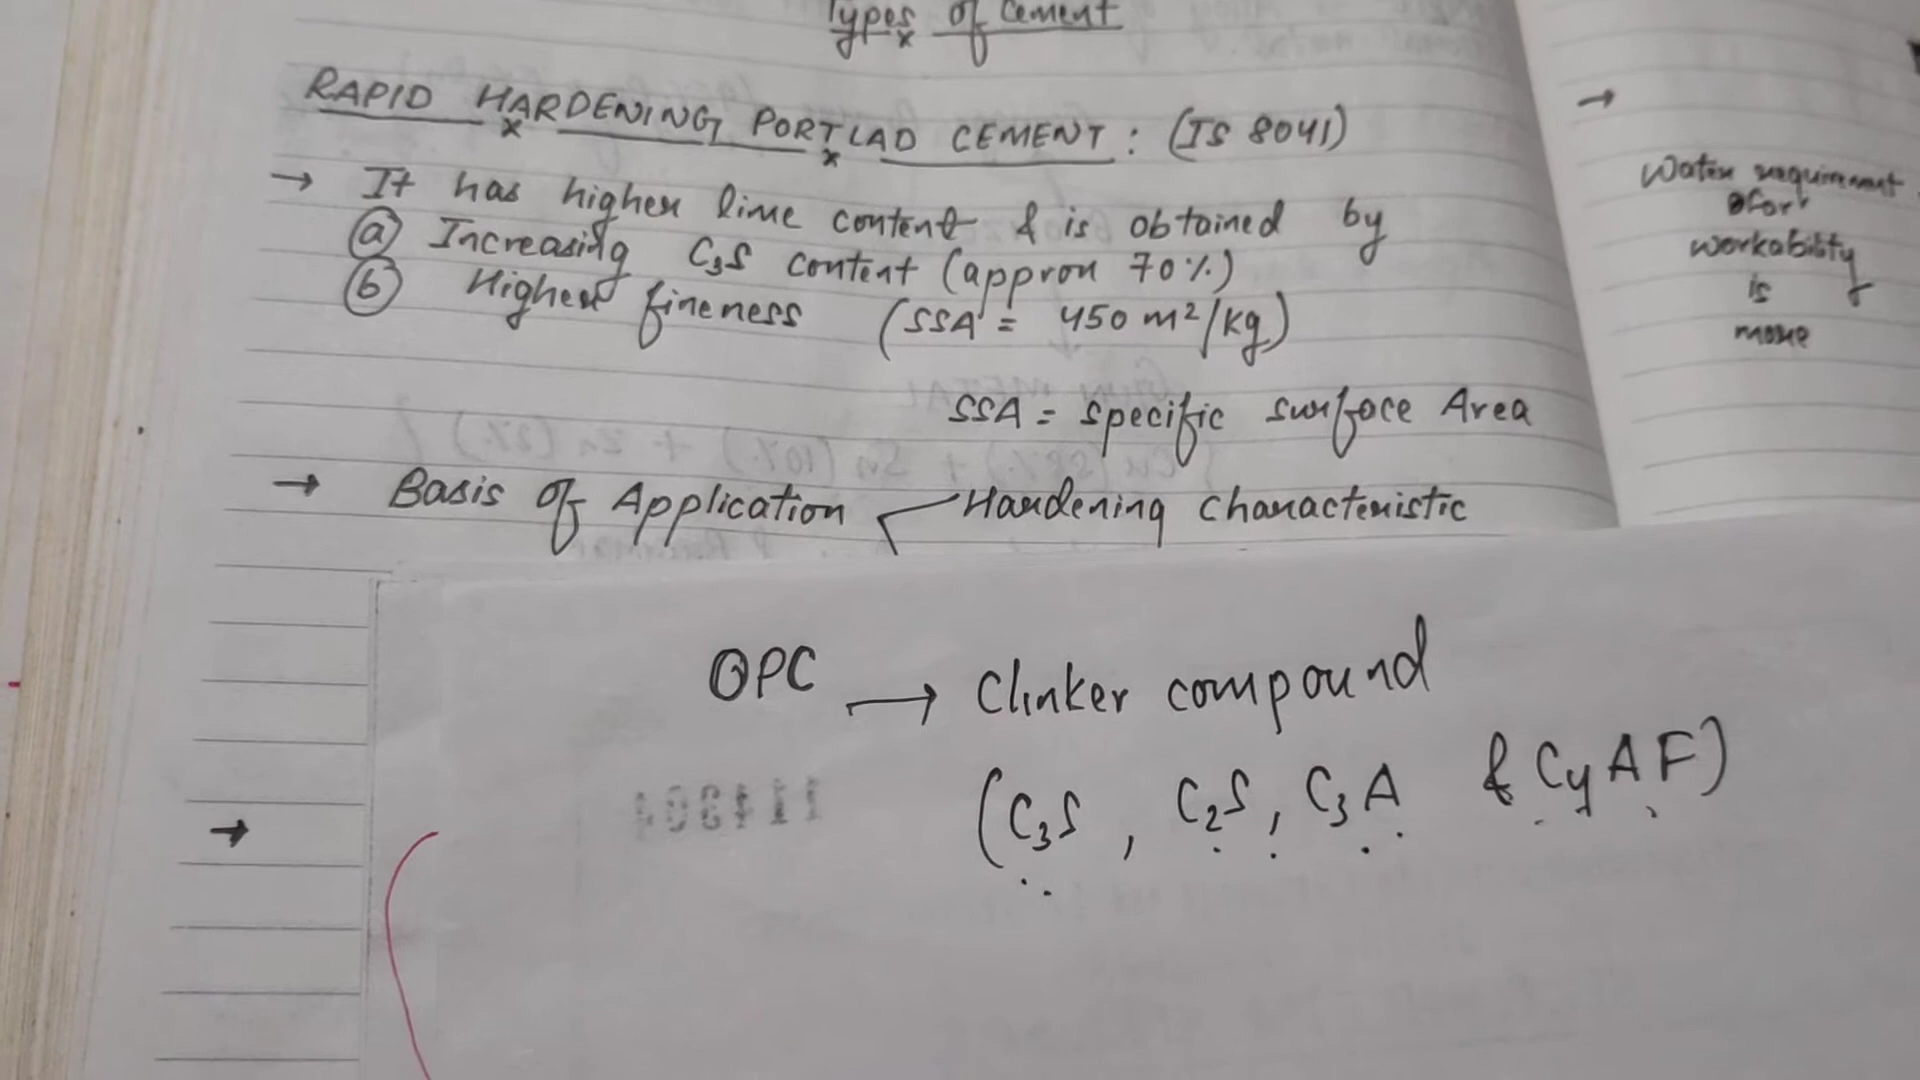 Types of Cement
RAPID HARDENING PORTLAD CEMENT : (IS 8041)
→ It has higher lime content & is obtained by
ⓐ Increasing C₃S content (approx 70%)
ⓑ Higher fineness (SSA = 450 m²/kg)
SSA = specific surface Area
→ Basis of Application Hardening characteristic
→
Water requirement
for
workability
is
more
OPC → Clinker compound
(C₃S , C₂S , C₃A & C₄AF)
→